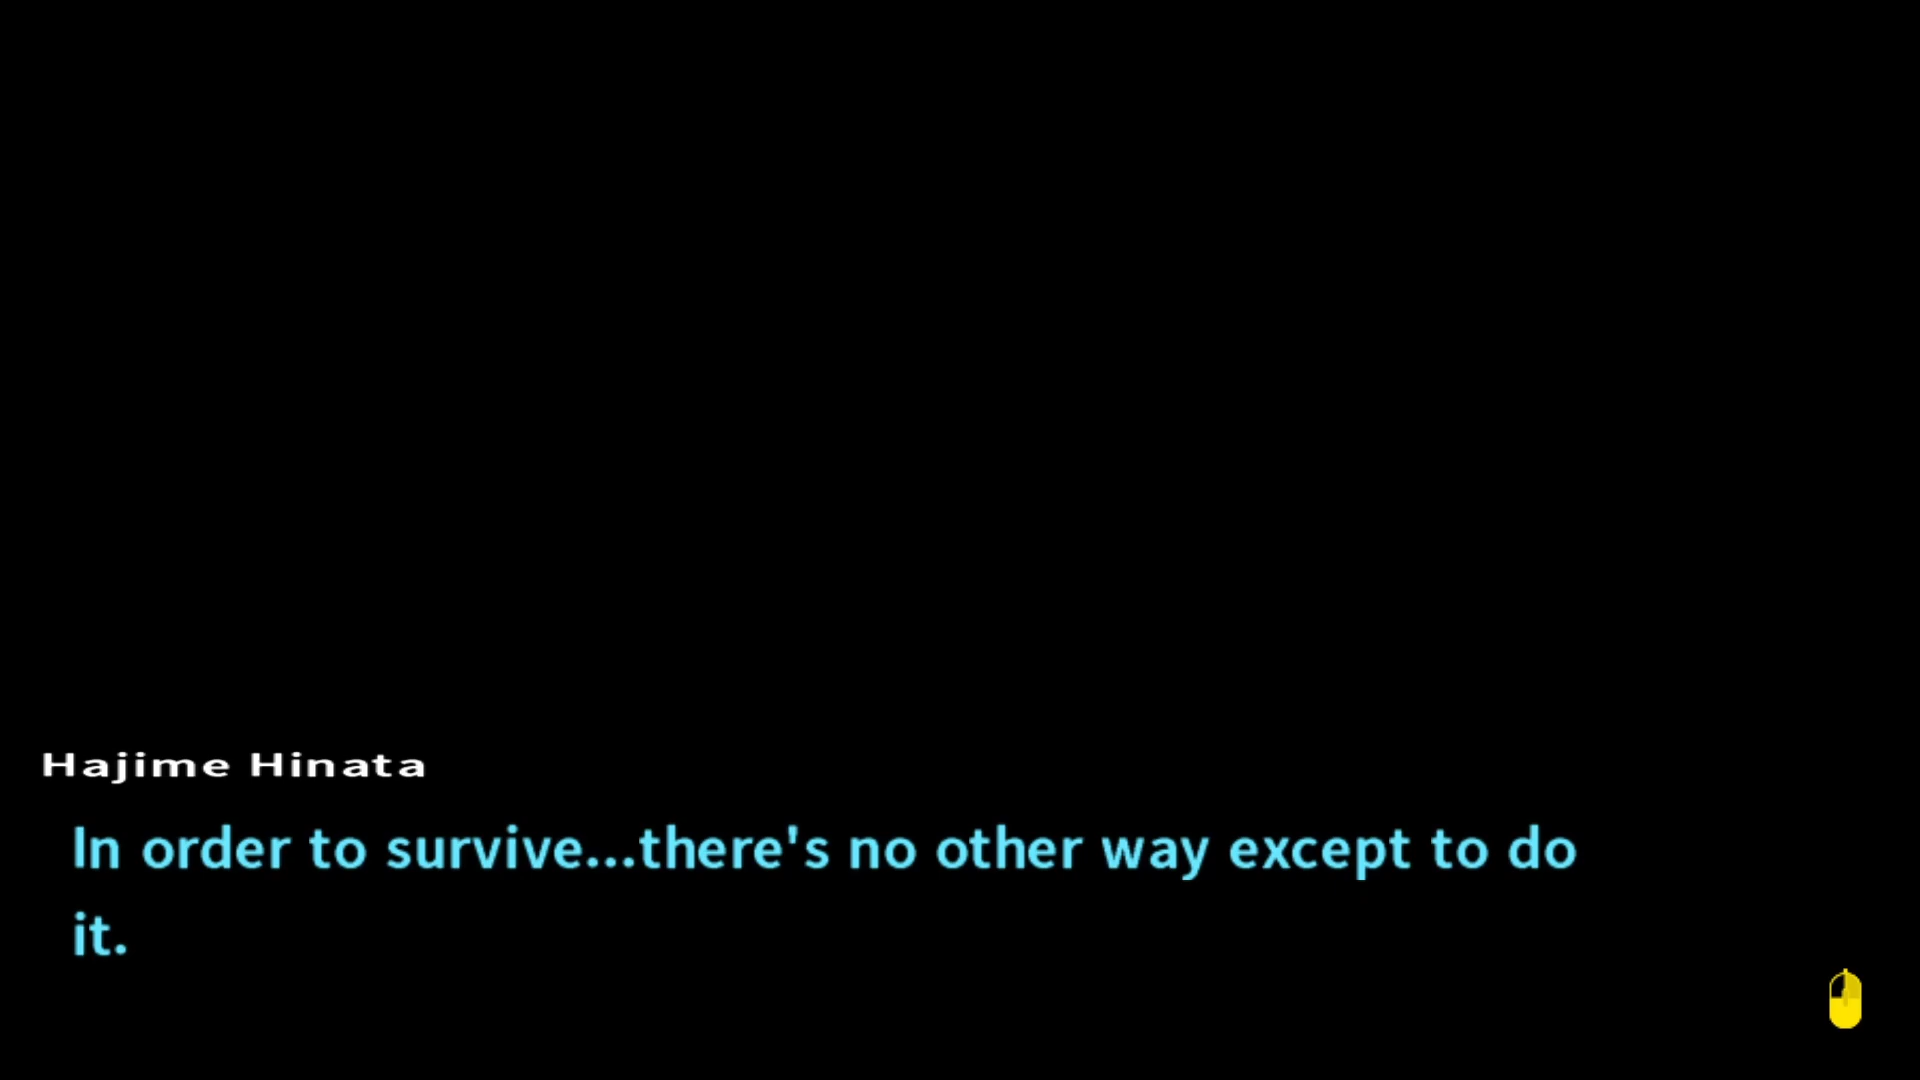 Hajime Hinata
In order to survive...there's no other way except to do
it.